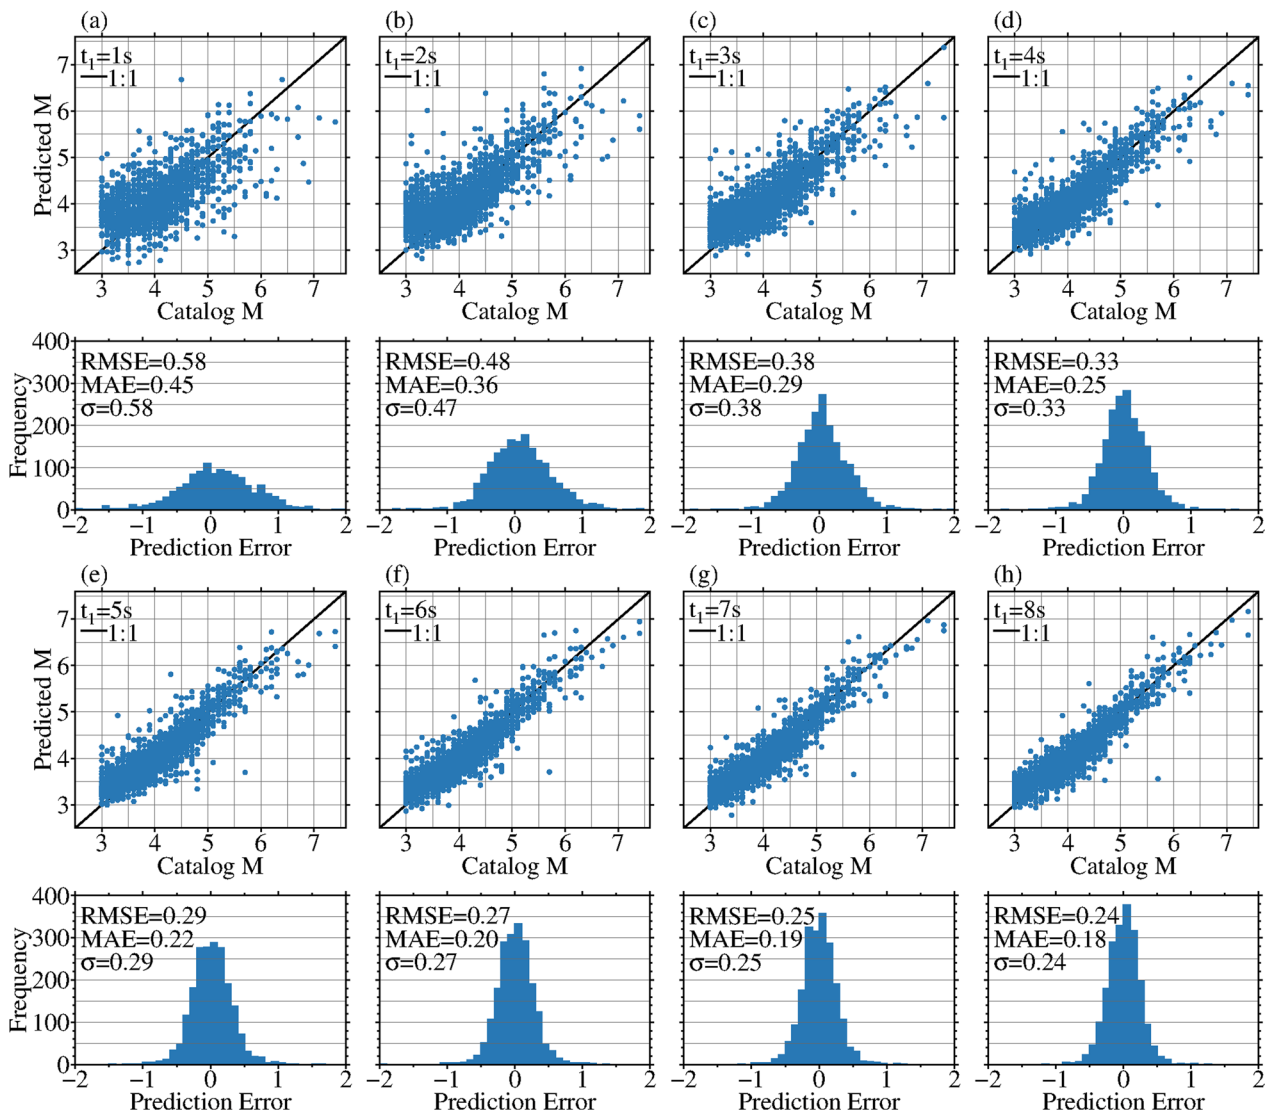 (a) (b) (c) (d)
t1=1s t1=2s t1=3s t1=4s
1:1 1:1 1:1 1:1
Predicted M
7
6
5
4
3
3 4 5 6 7 3 4 5 6 7 3 4 5 6 7 3 4 5 6 7
Catalog M Catalog M Catalog M Catalog M
Frequency
400
300
200
100
0
RMSE=0.58 RMSE=0.48 RMSE=0.38 RMSE=0.33
MAE=0.45 MAE=0.36 MAE=0.29 MAE=0.25
σ=0.58 σ=0.47 σ=0.38 σ=0.33
−2 −1 0 1 2 −2 −1 0 1 2 −2 −1 0 1 2 −2 −1 0 1 2
Prediction Error Prediction Error Prediction Error Prediction Error
(e) (f) (g) (h)
t1=5s t1=6s t1=7s t1=8s
1:1 1:1 1:1 1:1
Predicted M
7
6
5
4
3
3 4 5 6 7 3 4 5 6 7 3 4 5 6 7 3 4 5 6 7
Catalog M Catalog M Catalog M Catalog M
Frequency
400
300
200
100
0
RMSE=0.29 RMSE=0.27 RMSE=0.25 RMSE=0.24
MAE=0.22 MAE=0.20 MAE=0.19 MAE=0.18
σ=0.29 σ=0.27 σ=0.25 σ=0.24
−2 −1 0 1 2 −2 −1 0 1 2 −2 −1 0 1 2 −2 −1 0 1 2
Prediction Error Prediction Error Prediction Error Prediction Error